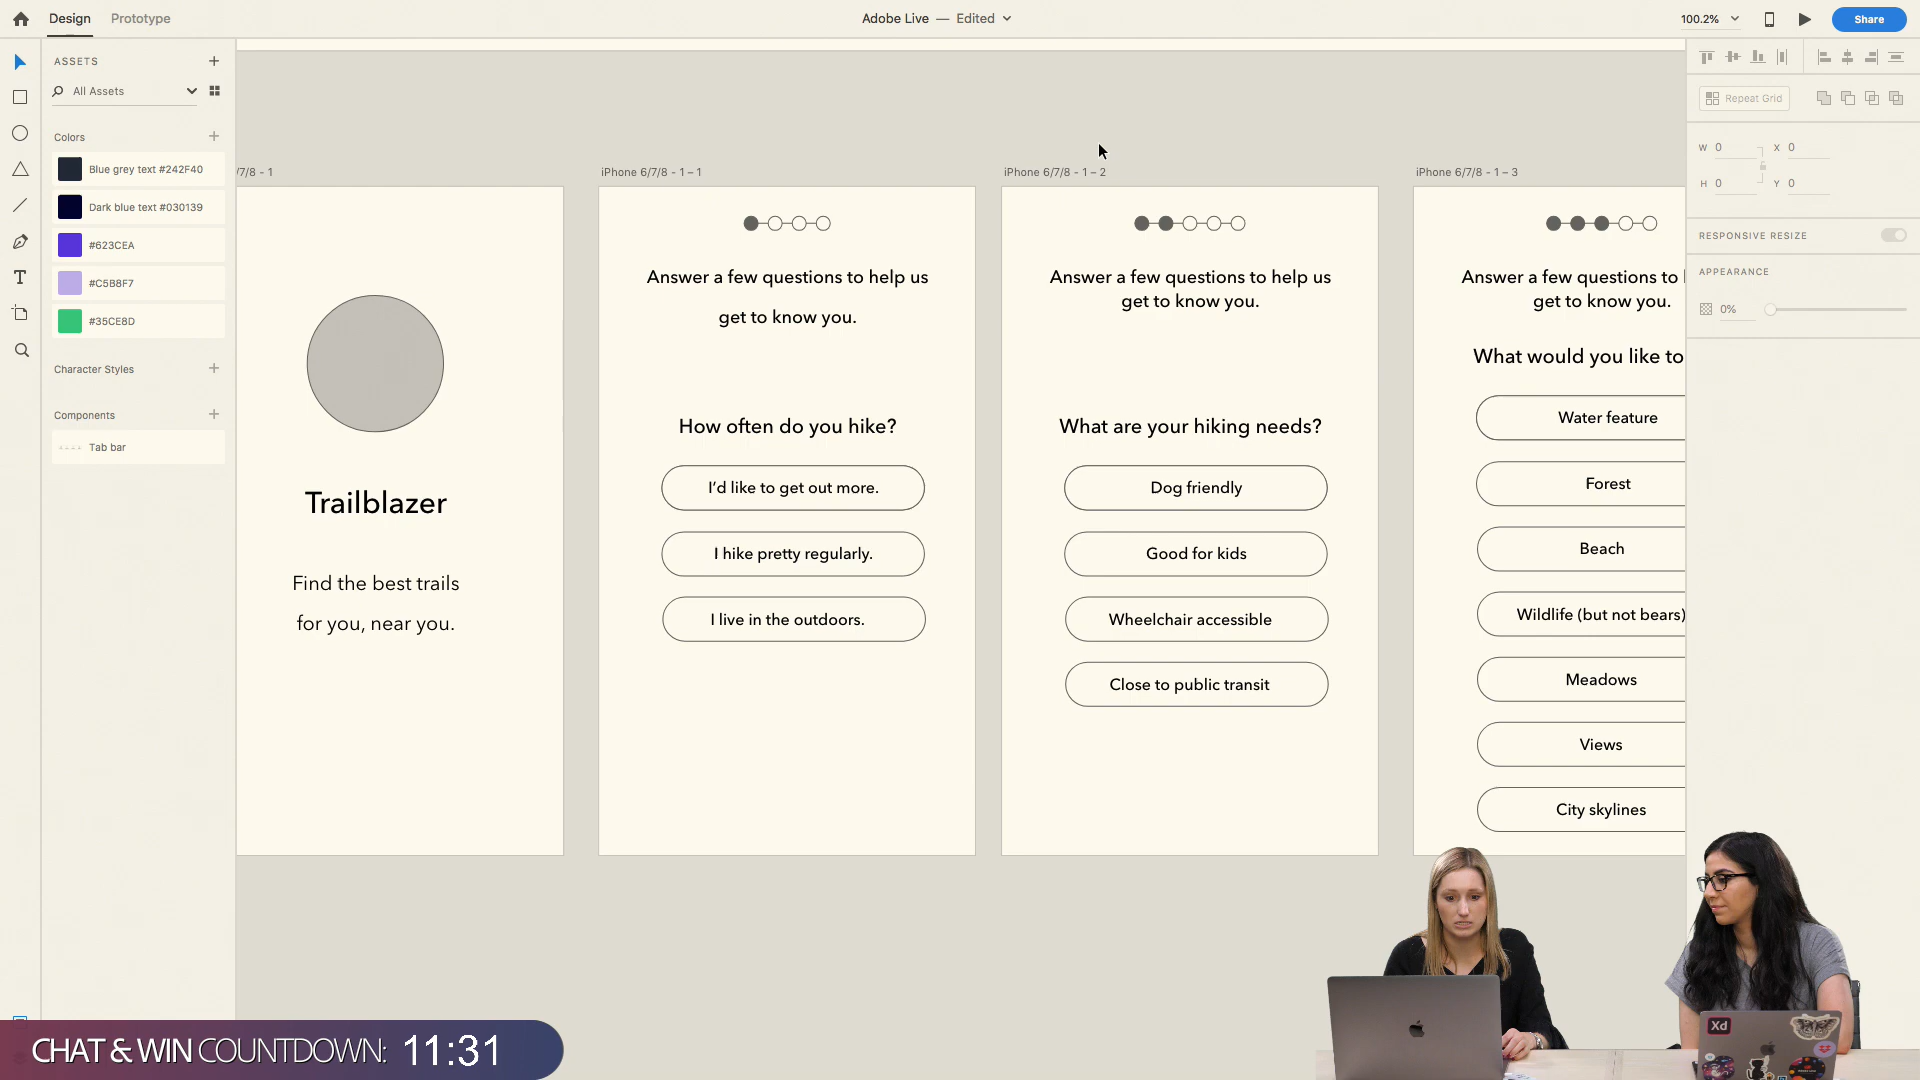 Design
Prototype
Adobe Live — Edited
100.2%
Share
ASSETS
All Assets
Colors
Blue grey text #242F40
Dark blue text #030139
#623CEA
#C5B8F7
#35CE8D
Character Styles
Components
Tab bar
/7/8 - 1
Trailblazer
Find the best trails
for you, near you.
iPhone 6/7/8 - 1 – 1
Answer a few questions to help us
get to know you.
How often do you hike?
I’d like to get out more.
I hike pretty regularly.
I live in the outdoors.
iPhone 6/7/8 - 1 – 2
Answer a few questions to help us
get to know you.
What are your hiking needs?
Dog friendly
Good for kids
Wheelchair accessible
Close to public transit
iPhone 6/7/8 - 1 – 3
Answer a few questions to
get to know you.
What would you like to
Water feature
Forest
Beach
Wildlife (but not bears)
Meadows
Views
City skylines
Repeat Grid
W 0 X 0
H 0 Y 0
RESPONSIVE RESIZE
APPEARANCE
0%
Xd
CHAT & WIN COUNTDOWN: 11:31